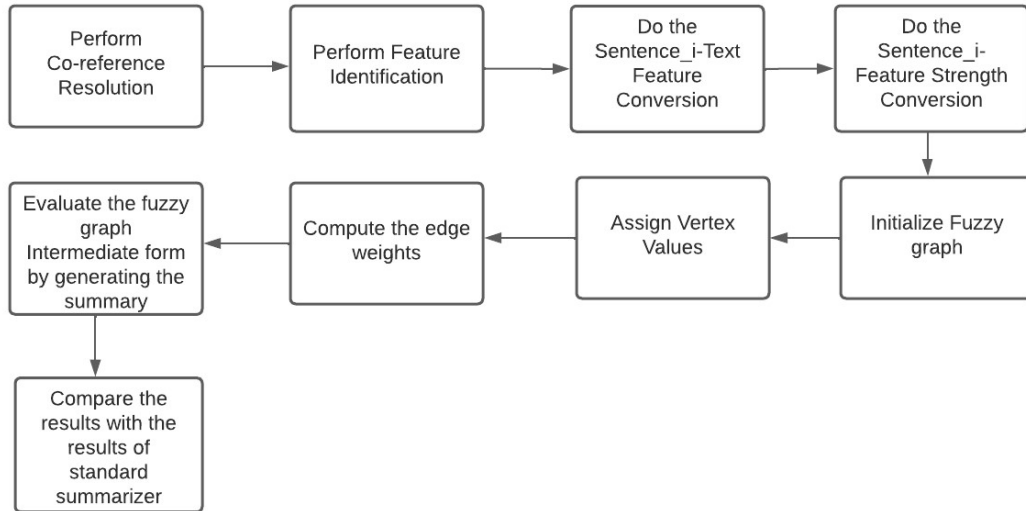 Perform
Co-reference
Resolution
Perform Feature
Identification
Do the
Sentence_i-Text
Feature
Conversion
Do the
Sentence_i-
Feature Strength
Conversion
Initialize Fuzzy
graph
Assign Vertex
Values
Compute the edge
weights
Evaluate the fuzzy
graph
Intermediate form
by generating the
summary
Compare the
results with the
results of
standard
summarizer